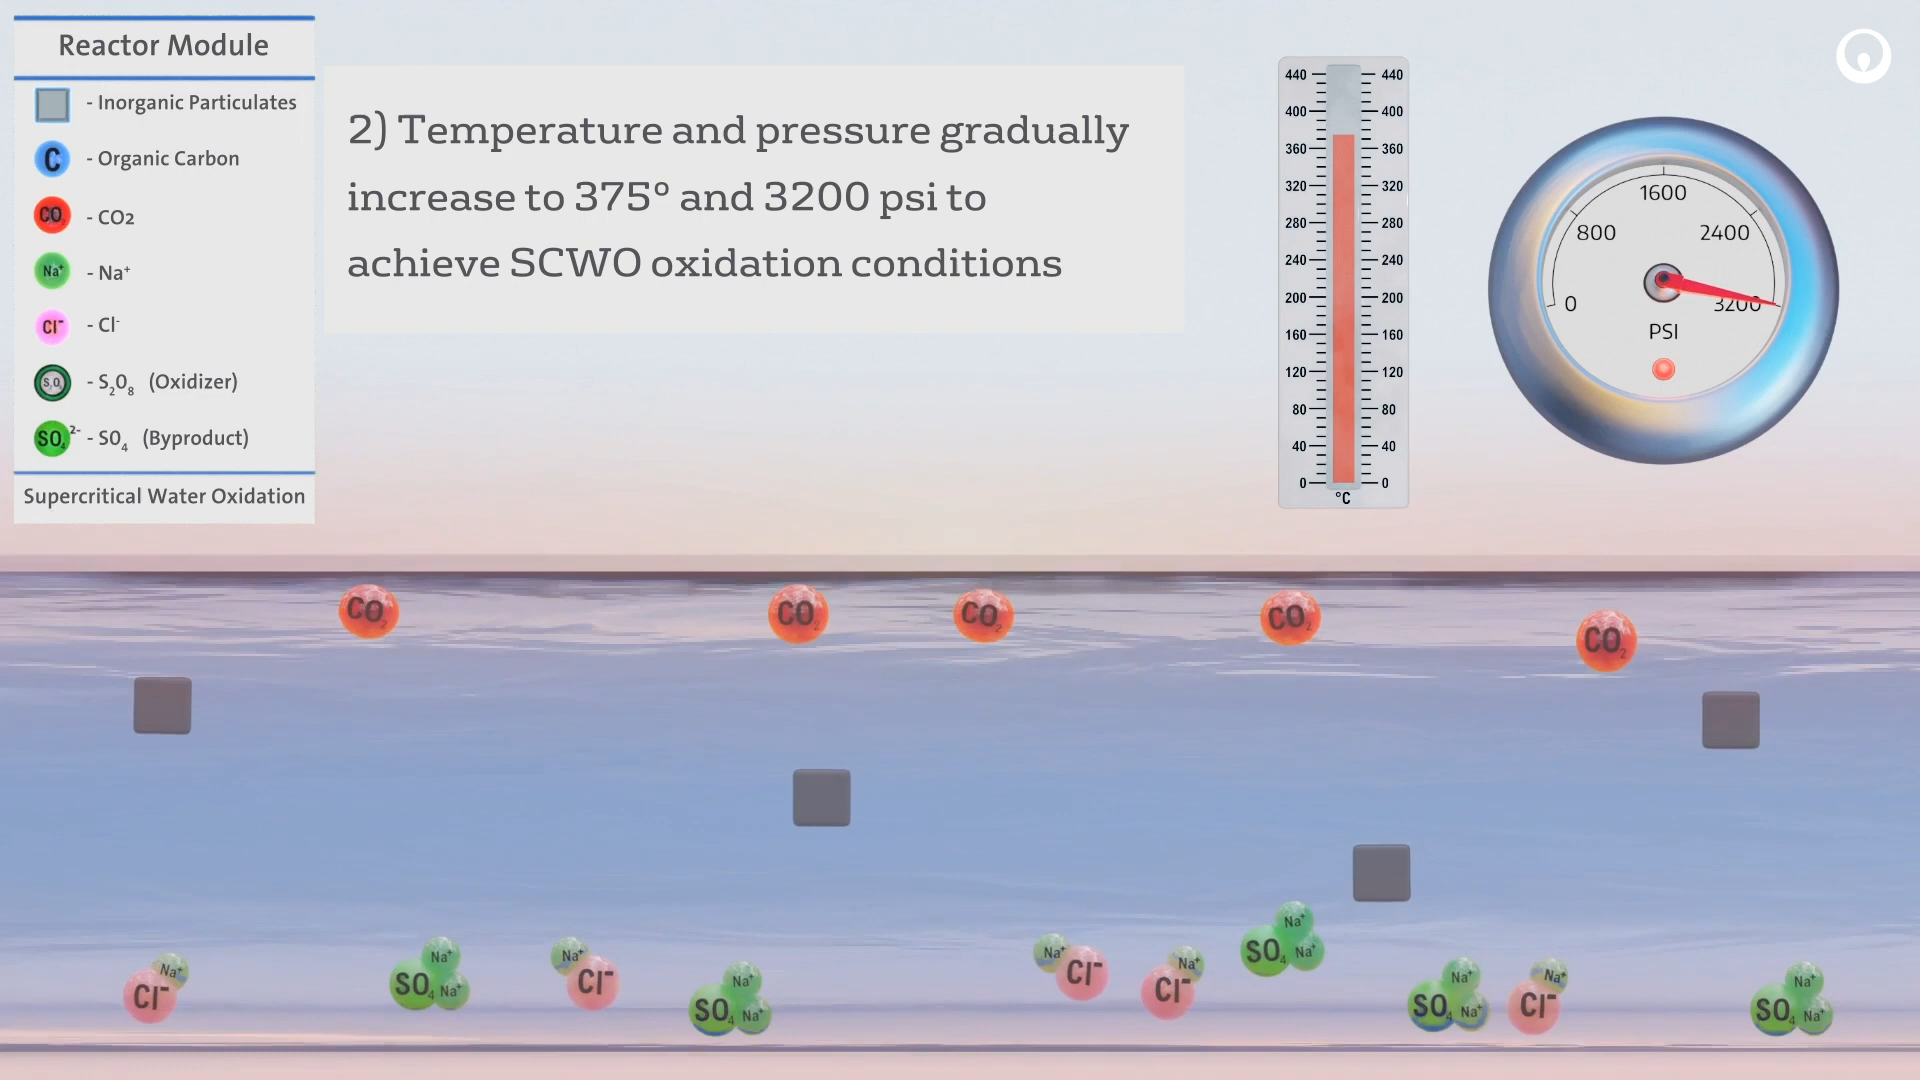 Reactor Module
- Inorganic Particulates
C - Organic Carbon
CO - CO2
Na⁺ - Na⁺
Cl⁻ - Cl⁻
S₂O₈ - S₂O₈ (Oxidizer)
SO₄²⁻ - SO₄ (Byproduct)
Supercritical Water Oxidation
2) Temperature and pressure gradually
increase to 375° and 3200 psi to
achieve SCWO oxidation conditions
440 440
400 400
360 360
320 320
280 280
240 240
200 200
160 160
120 120
80 80
40 40
0 0
°C
1600
800 2400
0 3200
PSI
CO₂ CO₂ CO₂ CO₂ CO₂
Na⁺ Cl⁻
SO₄ Na⁺ Na⁺
Na⁺ Cl⁻
SO₄ Na⁺ Na⁺
Na⁺ Cl⁻
Na⁺ Cl⁻
SO₄ Na⁺ Na⁺
SO₄ Na⁺ Na⁺
Na⁺ Cl⁻
SO₄ Na⁺ Na⁺